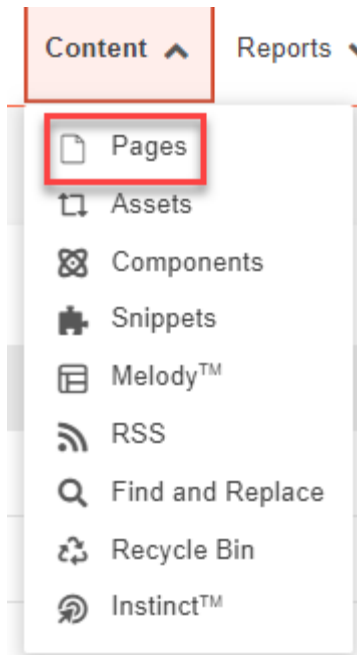 Content Reports
Pages
Assets
Components
Snippets
Melody™
RSS
Find and Replace
Recycle Bin
Instinct™